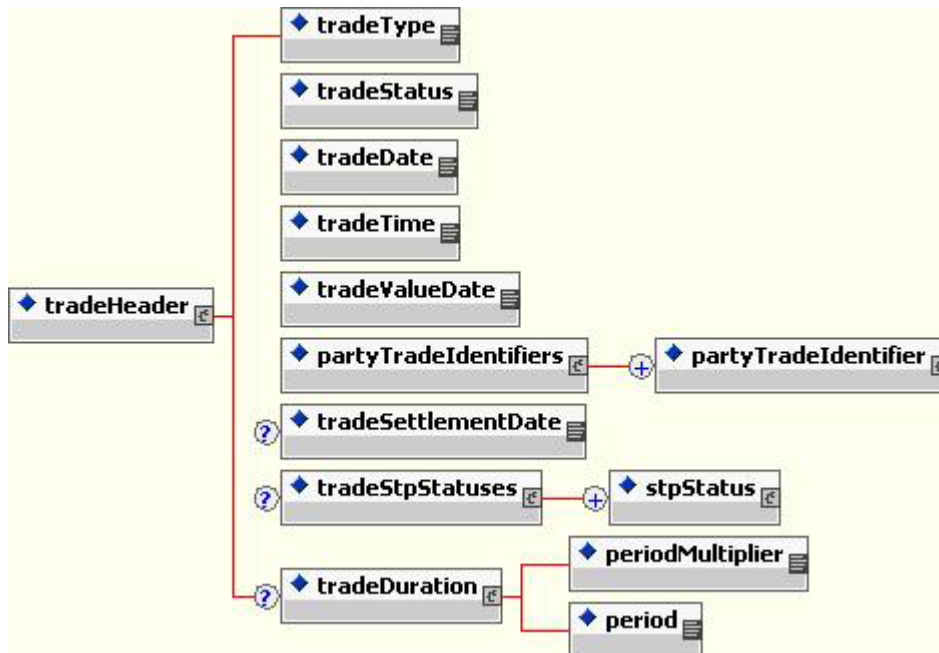 tradeType
tradeStatus
tradeDate
tradeTime
tradeHeader
tradeValueDate
partyTradeIdentifiers + partyTradeIdentifier
? tradeSettlementDate
? tradeStpStatuses + stpStatus
periodMultiplier
? tradeDuration
period